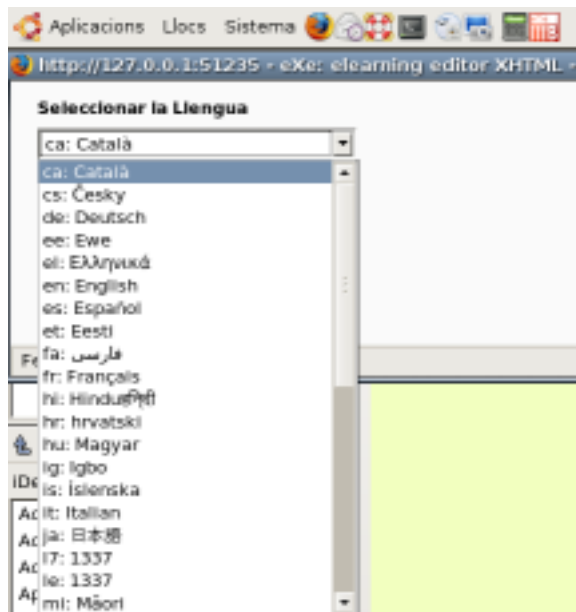 Aplicacions Llocs Sistema
http://127.0.0.1:51235 - eXe: elearning editor XHTML -
Seleccionar la Llengua
ca: Català
ca: Català
cs: Česky
de: Deutsch
ee: Ewe
el: Ελληνικά
en: English
es: Español
et: Eesti
fa: فارسی
Fe
fr: Français
hi: Hindu
hr: hrvatski
hu: Magyar
ig: Igbo
iDe
is: Íslenska
it: Italian
ja: 日本語
l7: 1337
le: 1337
mi: Māori